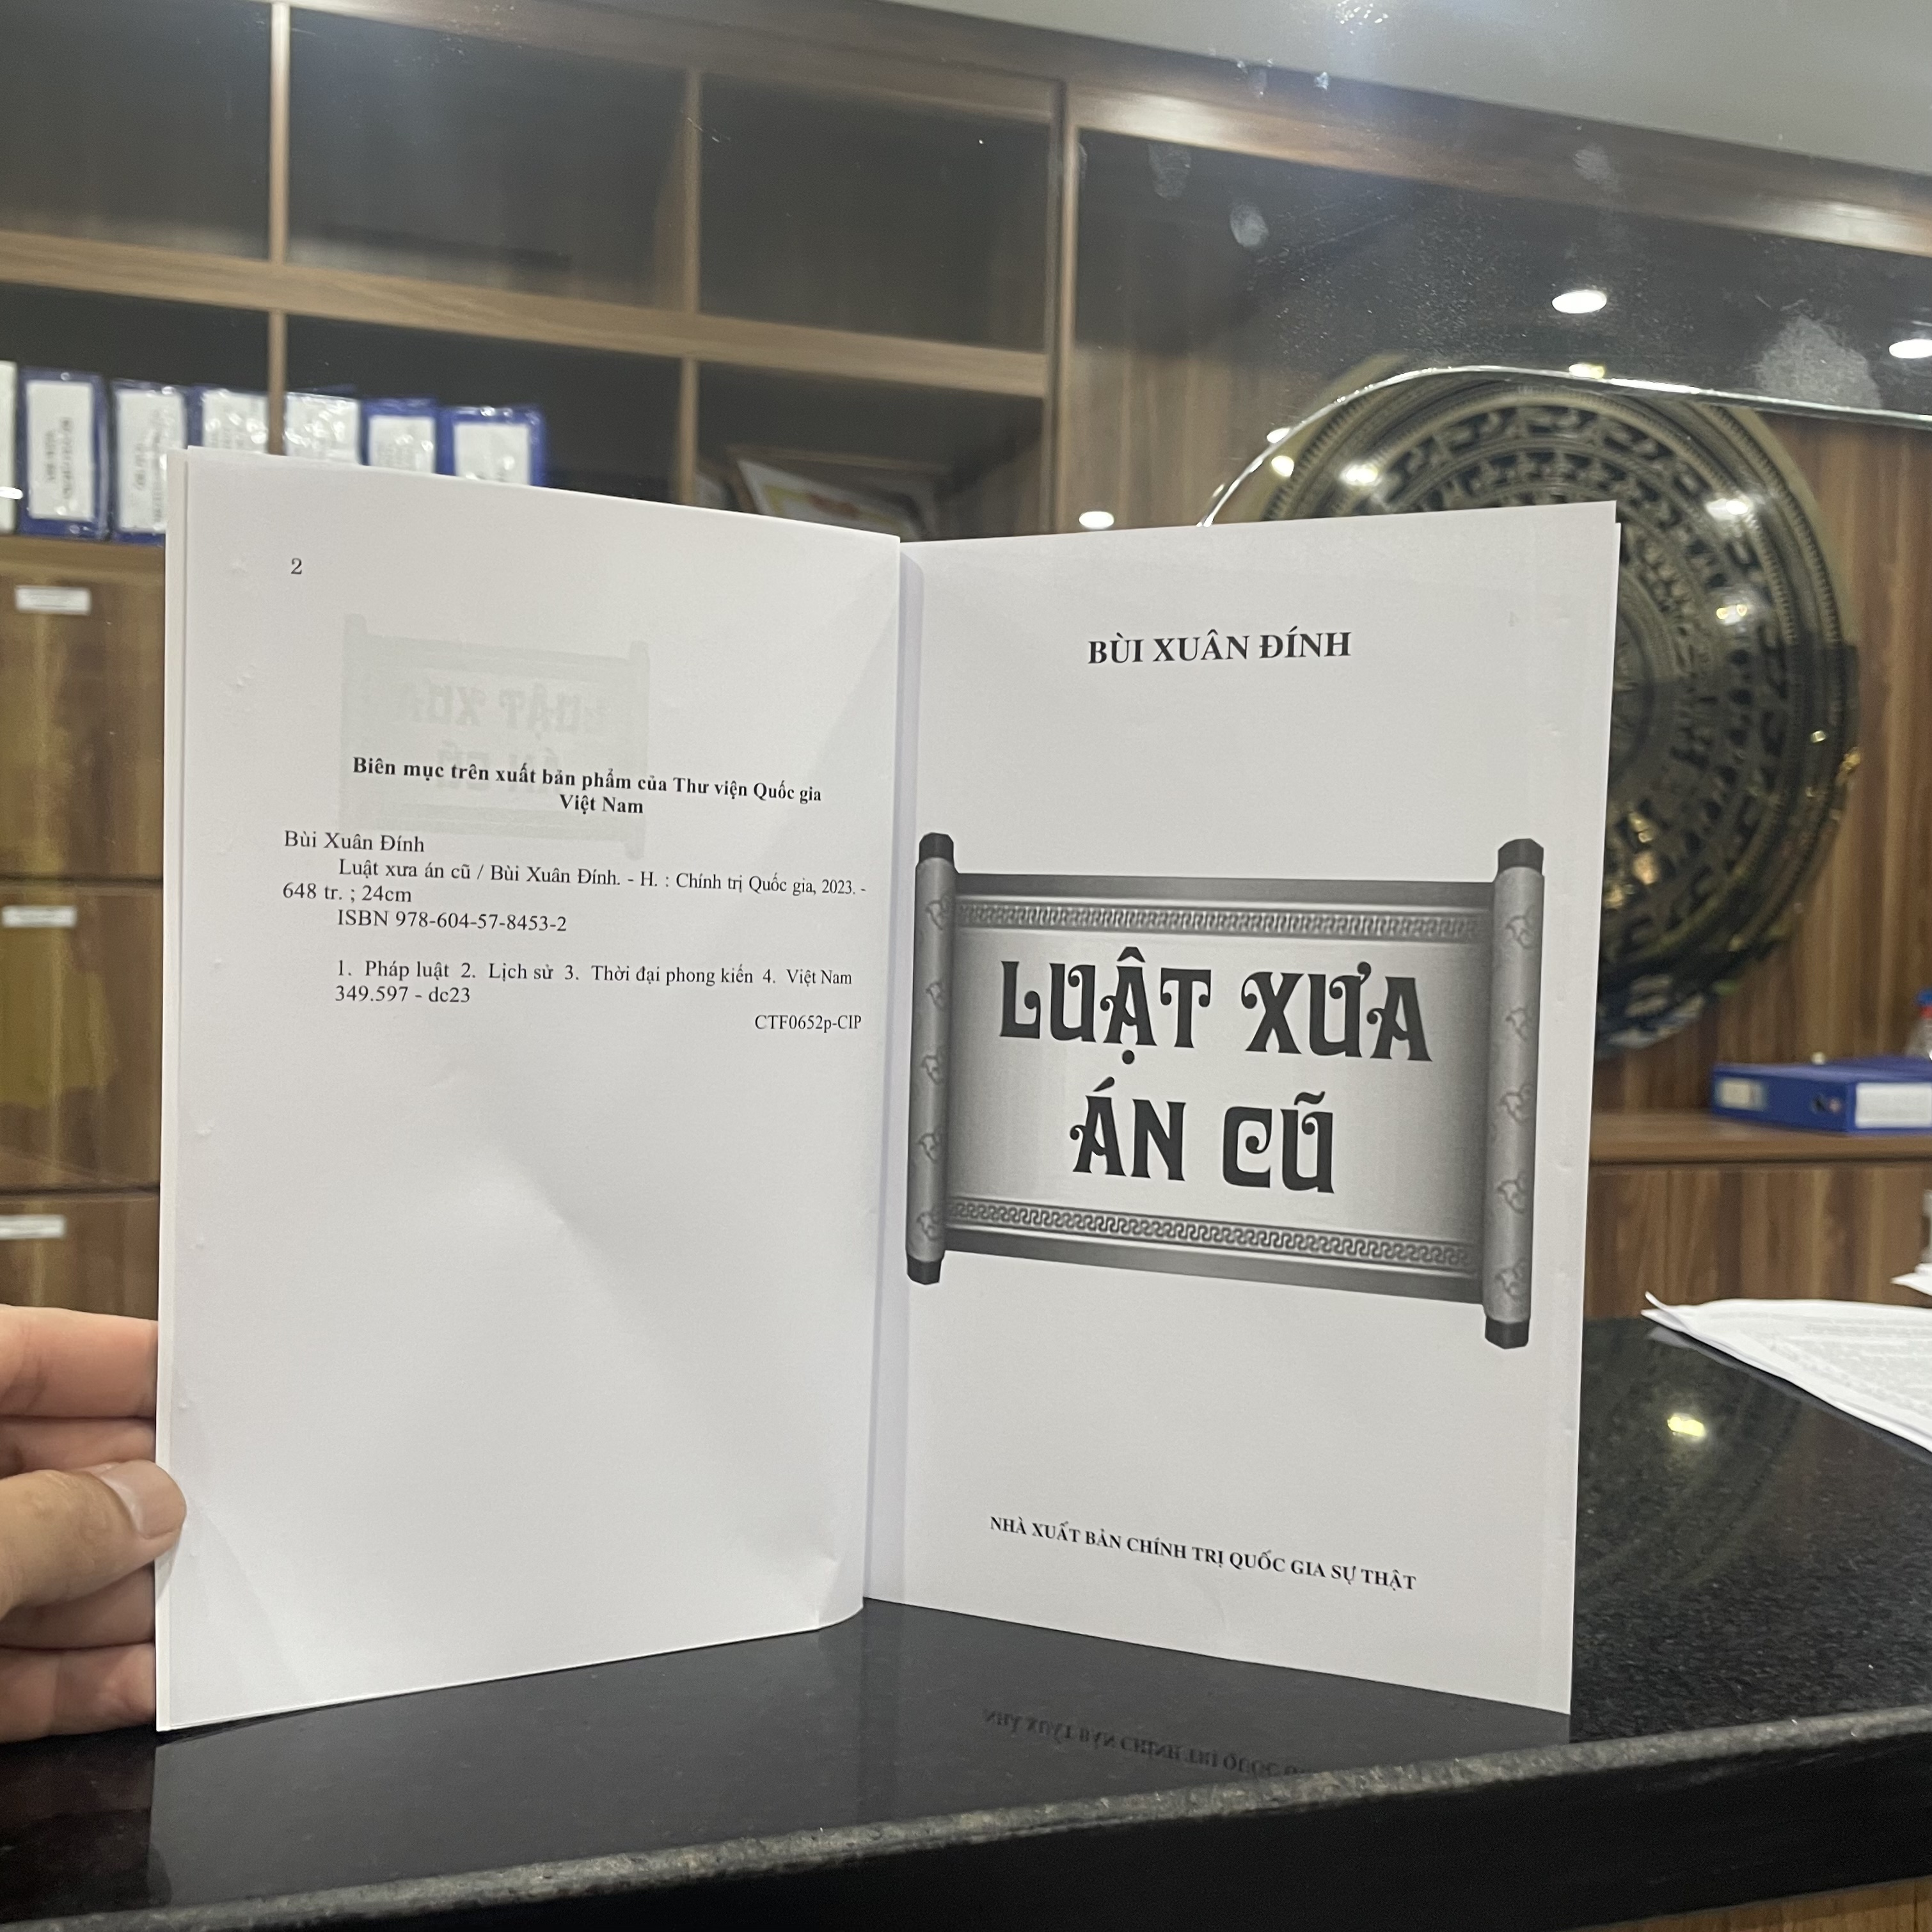 2
Biên mục trên xuất bản phẩm của Thư viện Quốc gia
Việt Nam
Bùi Xuân Đính
Luật xưa án cũ / Bùi Xuân Đính. - H. : Chính trị Quốc gia, 2023. -
648 tr. ; 24cm
ISBN 978-604-57-8453-2
1. Pháp luật 2. Lịch sử 3. Thời đại phong kiến 4. Việt Nam
349.597 - dc23
CTF0652p-CIP
BÙI XUÂN ĐÍNH
LUẬT XƯA
ÁN CŨ
NHÀ XUẤT BẢN CHÍNH TRỊ QUỐC GIA SỰ THẬT